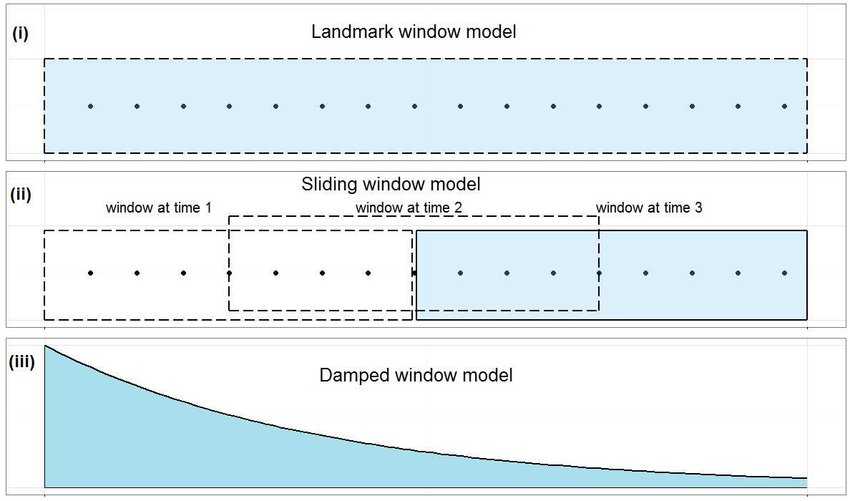 (i)
Landmark window model
(ii)
Sliding window model
window at time 1
window at time 2
window at time 3
(iii)
Damped window model